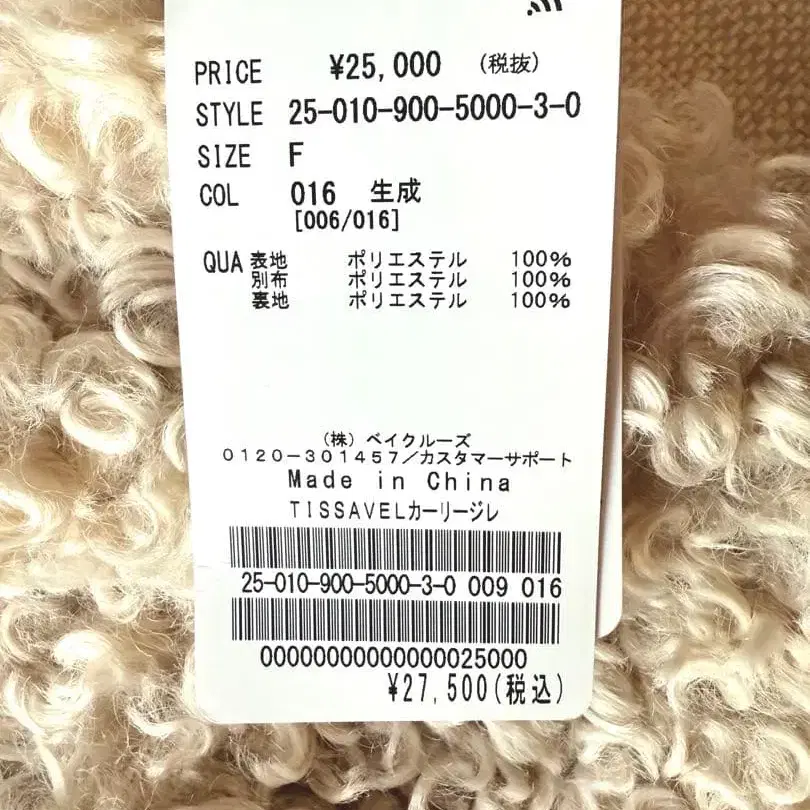 PRICE ¥25,000 (税抜)
STYLE 25-010-900-5000-3-0
SIZE F
COL 016 生成
[006/016]
QUA 表地 ポリエステル 100%
別布 ポリエステル 100%
裏地 ポリエステル 100%
(株) ベイクルーズ
0120-301457/カスタマーサポート
Made in China
TISSAVELカーリージレ
25-010-900-5000-3-0 009 016
00000000000000025000
¥27,500(税込)